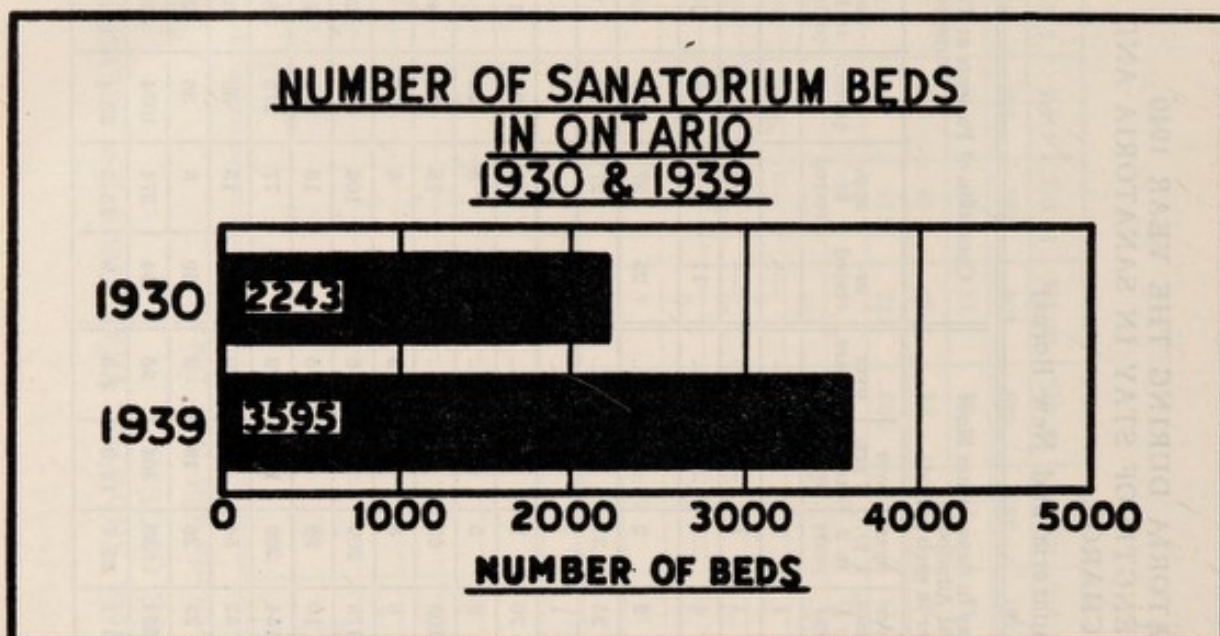 NUMBER OF SANATORIUM BEDS
IN ONTARIO
1930 & 1939
1930 2243
1939 3595
0 1000 2000 3000 4000 5000
NUMBER OF BEDS